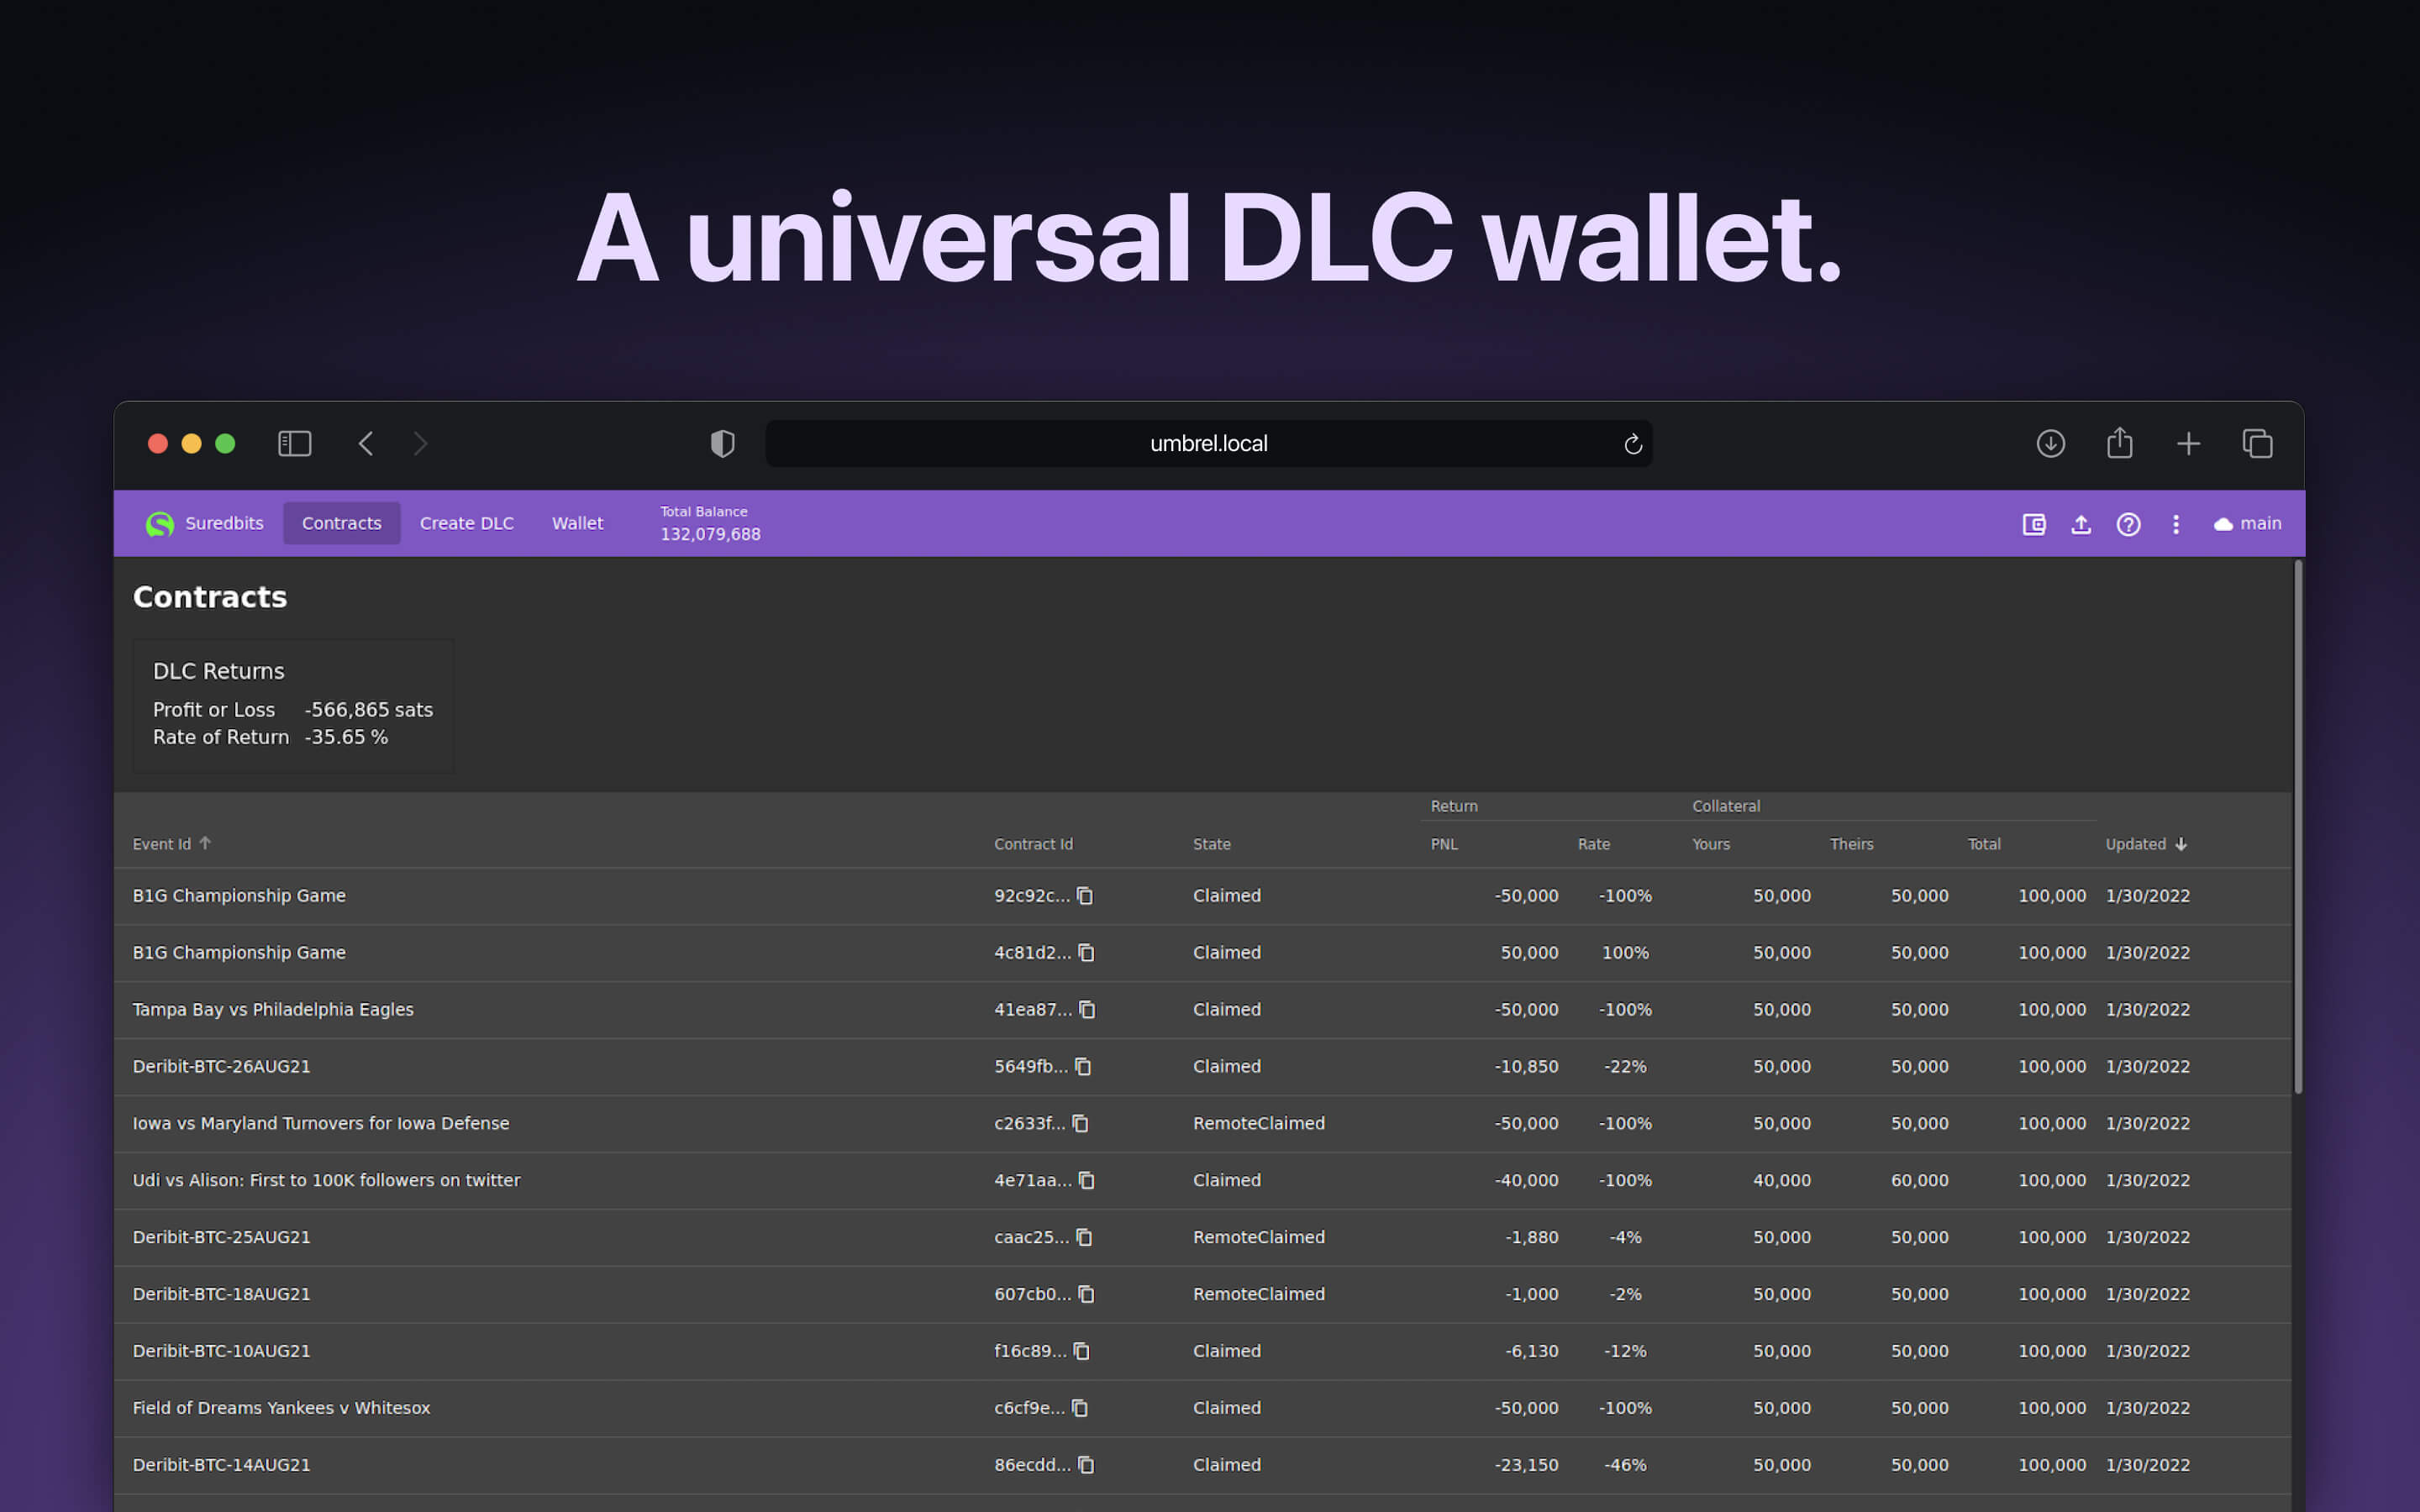 A universal DLC wallet.
umbrel.local
Suredbits Contracts Create DLC Wallet Total Balance 132,079,688 main
Contracts
DLC Returns
Profit or Loss -566,865 sats
Rate of Return -35.65 %
Return Collateral
Event Id Contract Id State PNL Rate Yours Theirs Total Updated
B1G Championship Game 92c92c... Claimed -50,000 -100% 50,000 50,000 100,000 1/30/2022
B1G Championship Game 4c81d2... Claimed 50,000 100% 50,000 50,000 100,000 1/30/2022
Tampa Bay vs Philadelphia Eagles 41ea87... Claimed -50,000 -100% 50,000 50,000 100,000 1/30/2022
Deribit-BTC-26AUG21 5649fb... Claimed -10,850 -22% 50,000 50,000 100,000 1/30/2022
Iowa vs Maryland Turnovers for Iowa Defense c2633f... RemoteClaimed -50,000 -100% 50,000 50,000 100,000 1/30/2022
Udi vs Alison: First to 100K followers on twitter 4e71aa... Claimed -40,000 -100% 40,000 60,000 100,000 1/30/2022
Deribit-BTC-25AUG21 caac25... RemoteClaimed -1,880 -4% 50,000 50,000 100,000 1/30/2022
Deribit-BTC-18AUG21 607cb0... RemoteClaimed -1,000 -2% 50,000 50,000 100,000 1/30/2022
Deribit-BTC-10AUG21 f16c89... Claimed -6,130 -12% 50,000 50,000 100,000 1/30/2022
Field of Dreams Yankees v Whitesox c6cf9e... Claimed -50,000 -100% 50,000 50,000 100,000 1/30/2022
Deribit-BTC-14AUG21 86ecdd... Claimed -23,150 -46% 50,000 50,000 100,000 1/30/2022